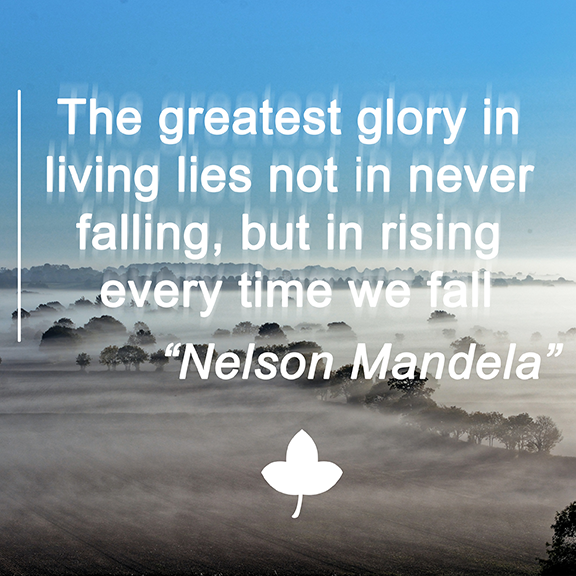 The greatest glory in
living lies not in never
falling, but in rising
every time we fall
“Nelson Mandela”